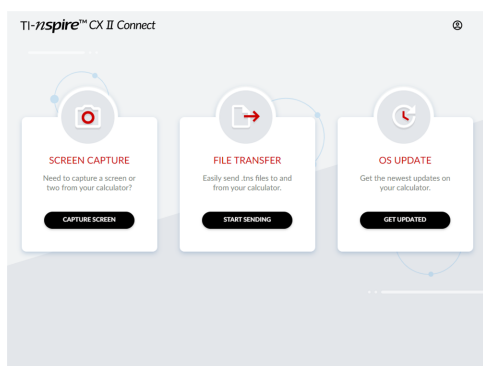 TI-nspire™ CX II Connect
SCREEN CAPTURE
Need to capture a screen or
two from your calculator?
CAPTURE SCREEN
FILE TRANSFER
Easily send .tns files to and
from your calculator.
START SENDING
OS UPDATE
Get the newest updates on
your calculator.
GET UPDATED